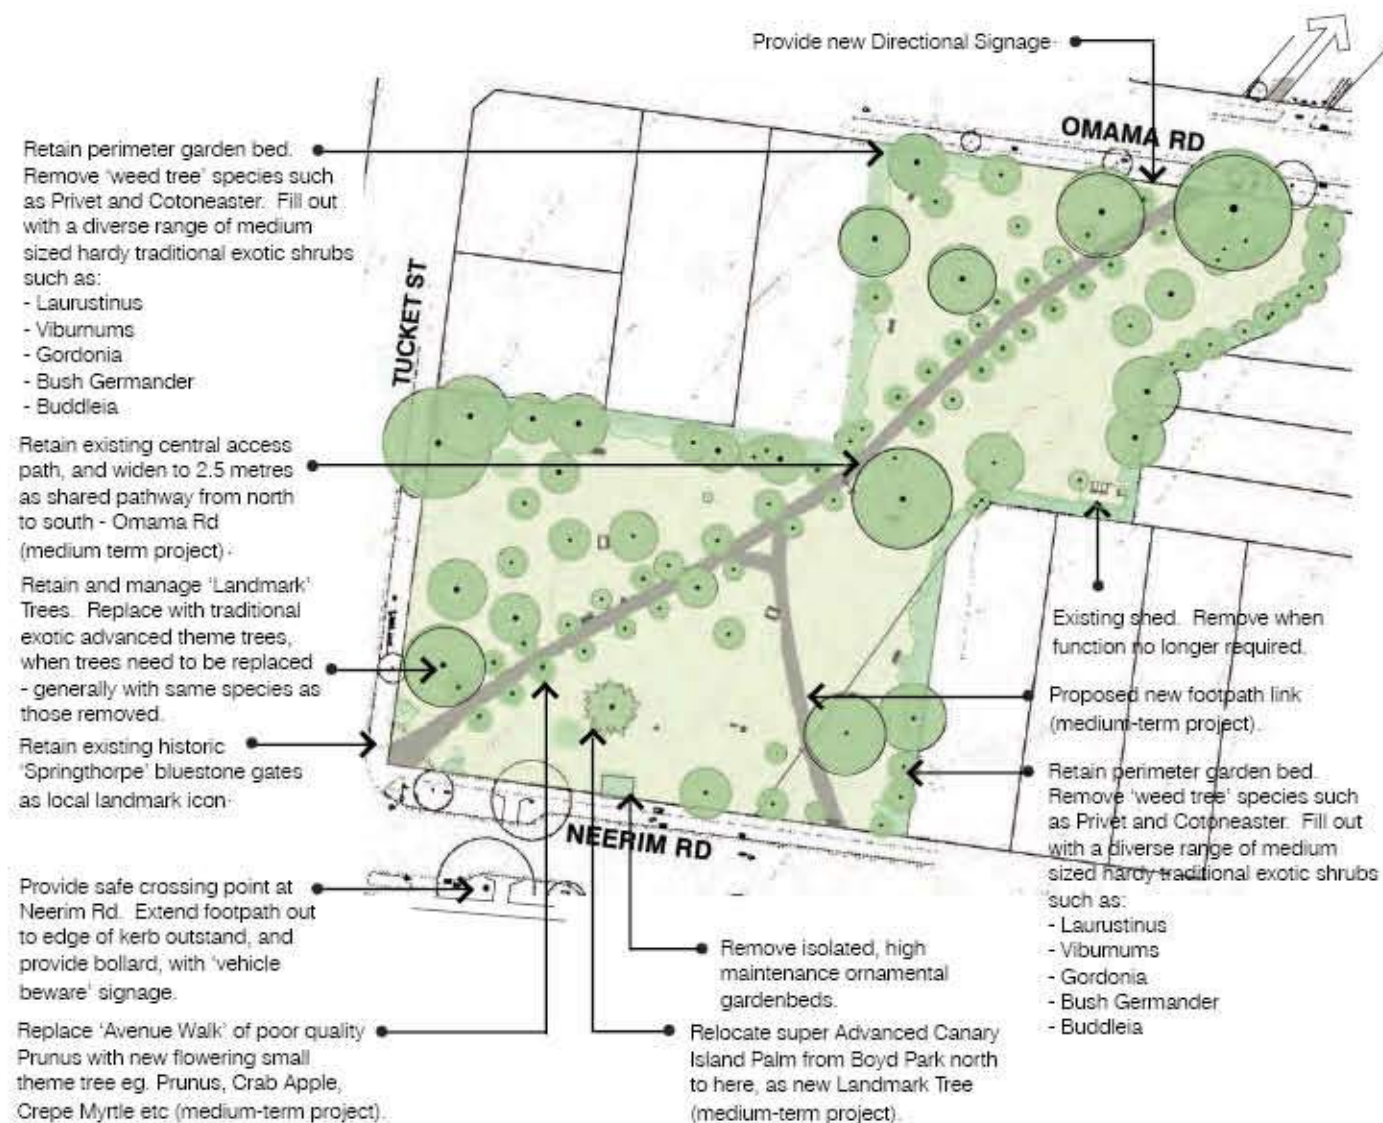 Provide new Directional Signage
OMAMA RD
Retain perimeter garden bed.
Remove 'weed tree' species such
as Privet and Cotoneaster. Fill out
with a diverse range of medium
sized hardy traditional exotic shrubs
such as:
- Laurustinus
- Viburnums
- Gordonia
- Bush Germander
- Buddleia
TUCKET ST
Retain existing central access
path, and widen to 2.5 metres
as shared pathway from north
to south - Omama Rd
(medium term project)
Retain and manage 'Landmark'
Trees. Replace with traditional
exotic advanced theme trees,
when trees need to be replaced
- generally with same species as
those removed.
Retain existing historic
'Springthorpe' bluestone gates
as local landmark icon
NEERIM RD
Provide safe crossing point at
Neerim Rd. Extend footpath out
to edge of kerb outstand, and
provide bollard, with 'vehicle
beware' signage.
Replace 'Avenue Walk' of poor quality
Prunus with new flowering small
theme tree eg. Prunus, Crab Apple,
Crepe Myrtle etc (medium-term project).
Remove isolated, high
maintenance ornamental
gardenbeds.
Relocate super Advanced Canary
Island Palm from Boyd Park north
to here, as new Landmark Tree
(medium-term project).
Existing shed. Remove when
function no longer required.
Proposed new footpath link
(medium-term project).
Retain perimeter garden bed.
Remove 'weed tree' species such
as Privet and Cotoneaster. Fill out
with a diverse range of medium
sized hardy traditional exotic shrubs
such as:
- Laurustinus
- Viburnums
- Gordonia
- Bush Germander
- Buddleia